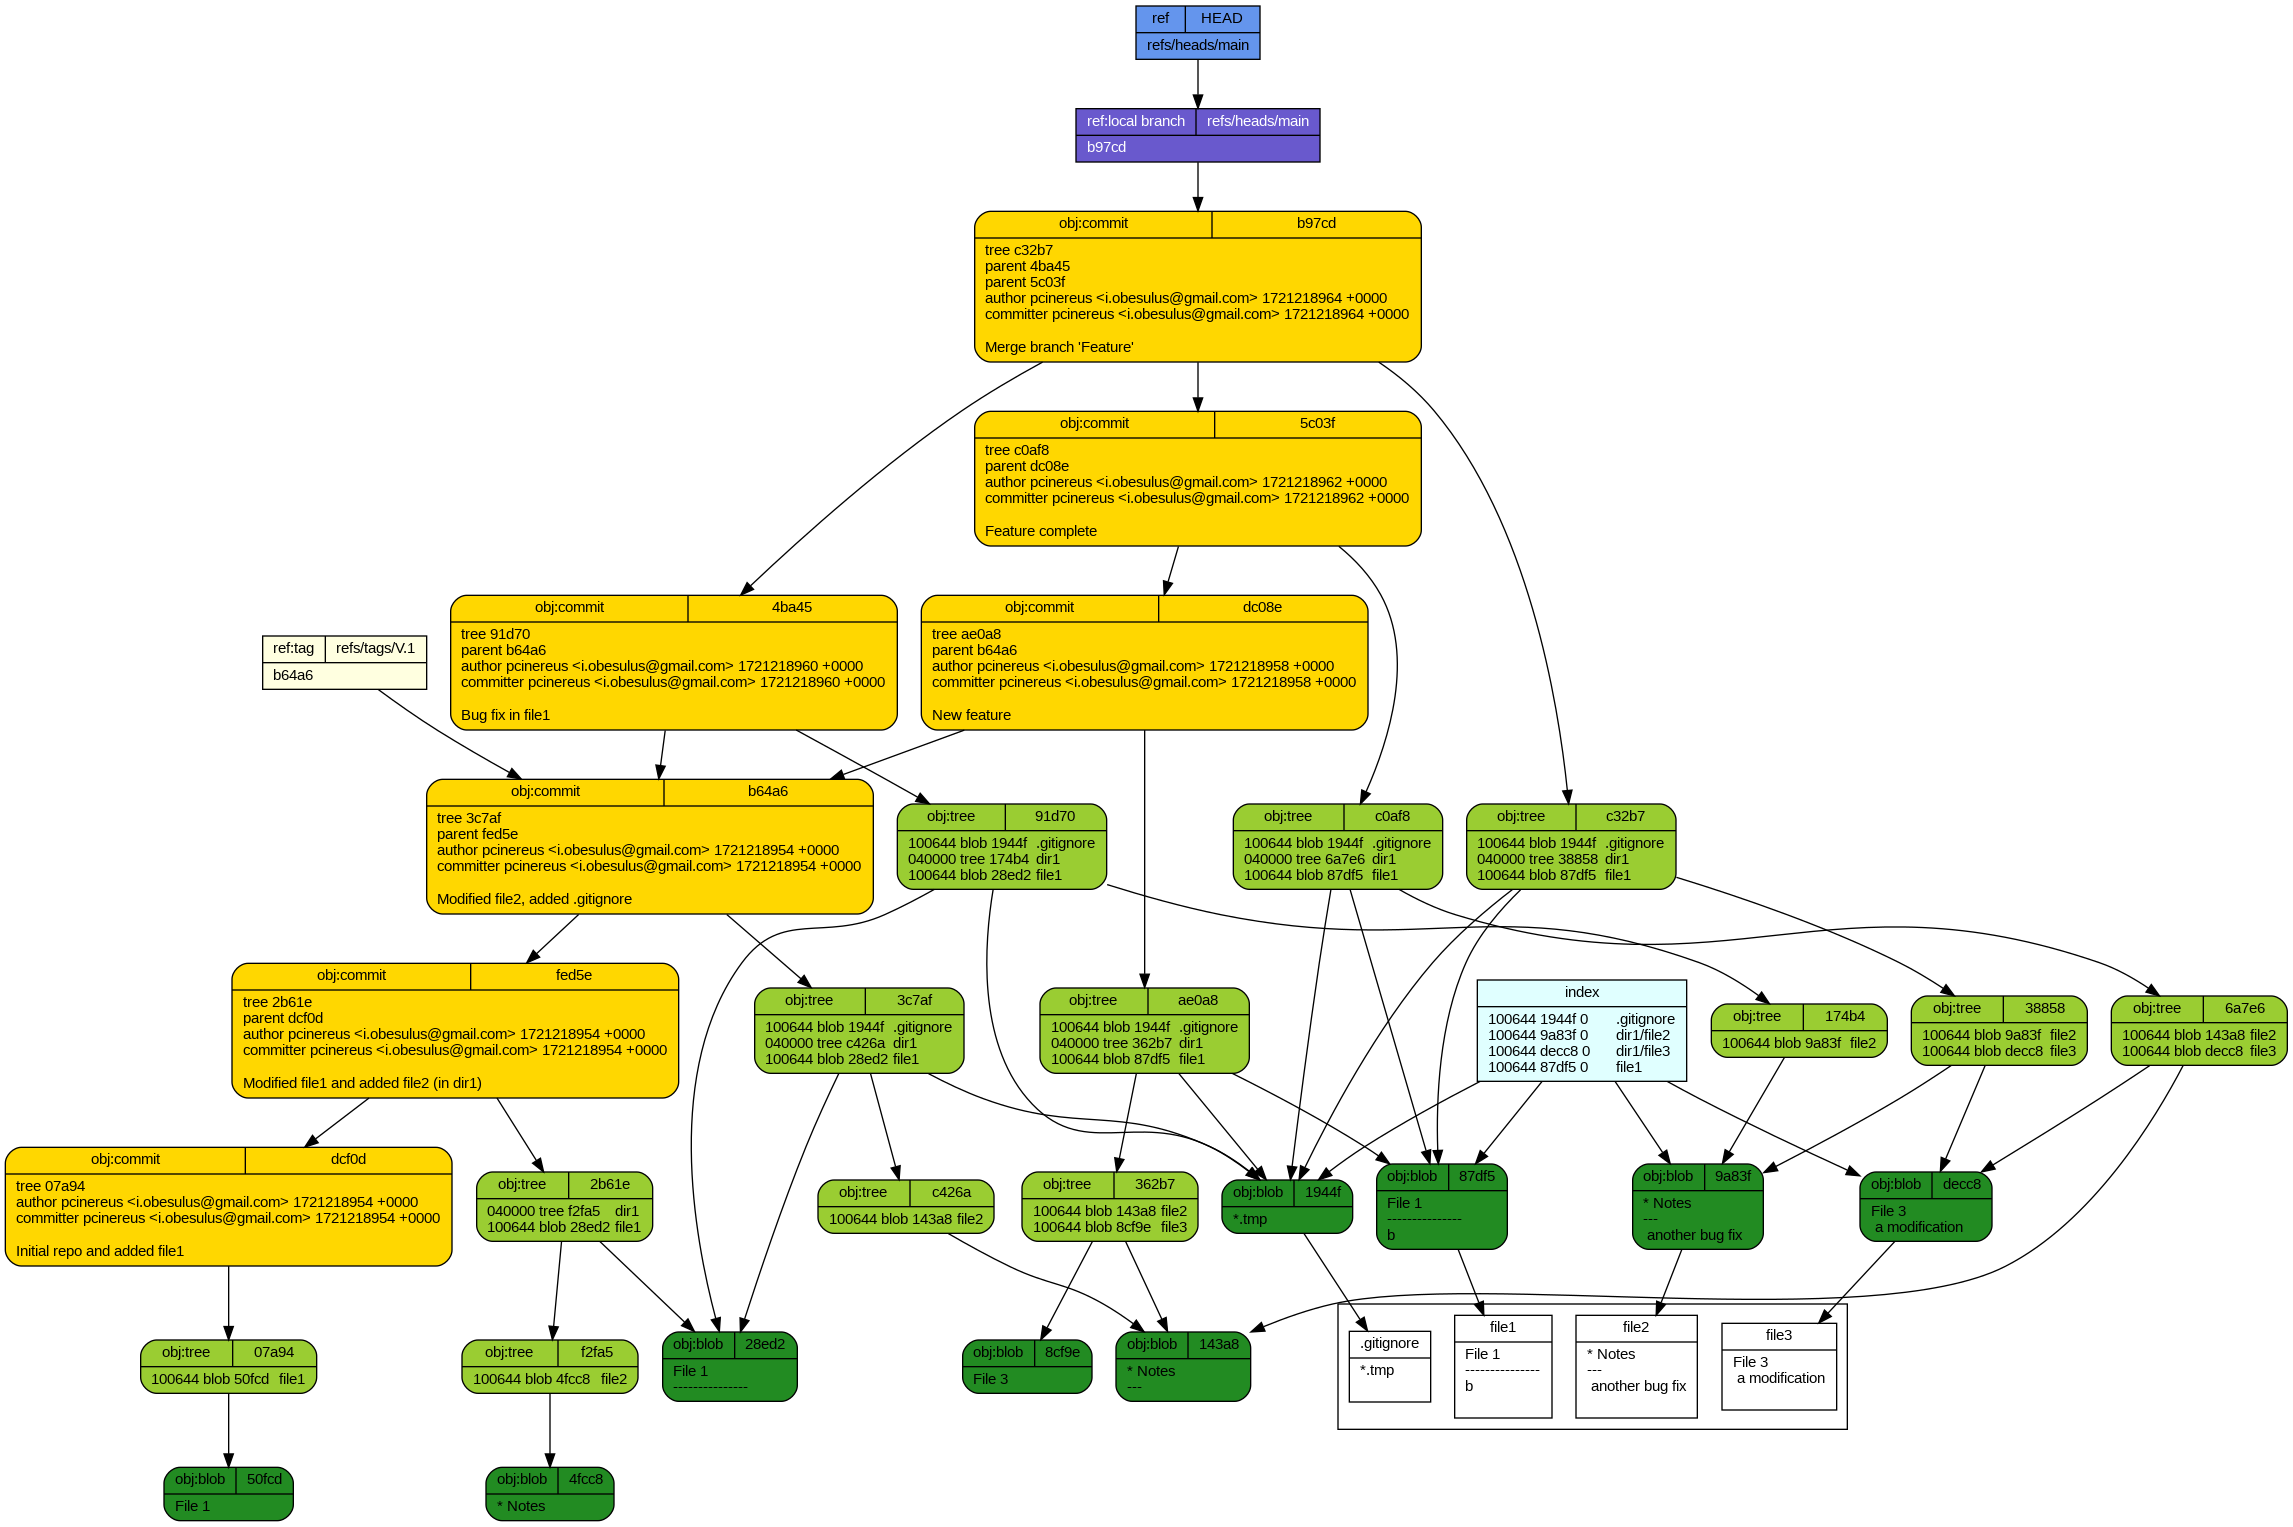 ref HEAD
refs/heads/main
ref:local branch refs/heads/main
b97cd
obj:commit b97cd
tree c32b7
parent 4ba45
parent 5c03f
author pcinereus <i.obesulus@gmail.com> 1721218964 +0000
committer pcinereus <i.obesulus@gmail.com> 1721218964 +0000
Merge branch 'Feature'
obj:commit 5c03f
tree c0af8
parent dc08e
author pcinereus <i.obesulus@gmail.com> 1721218962 +0000
committer pcinereus <i.obesulus@gmail.com> 1721218962 +0000
Feature complete
obj:commit 4ba45
tree 91d70
parent b64a6
author pcinereus <i.obesulus@gmail.com> 1721218960 +0000
committer pcinereus <i.obesulus@gmail.com> 1721218960 +0000
Bug fix in file1
obj:commit dc08e
tree ae0a8
parent b64a6
author pcinereus <i.obesulus@gmail.com> 1721218958 +0000
committer pcinereus <i.obesulus@gmail.com> 1721218958 +0000
New feature
ref:tag refs/tags/V.1
b64a6
obj:commit b64a6
tree 3c7af
parent fed5e
author pcinereus <i.obesulus@gmail.com> 1721218954 +0000
committer pcinereus <i.obesulus@gmail.com> 1721218954 +0000
Modified file2, added .gitignore
obj:tree 91d70
100644 blob 1944f .gitignore
040000 tree 174b4 dir1
100644 blob 28ed2 file1
obj:tree c0af8
100644 blob 1944f .gitignore
040000 tree 6a7e6 dir1
100644 blob 87df5 file1
obj:tree c32b7
100644 blob 1944f .gitignore
040000 tree 38858 dir1
100644 blob 87df5 file1
obj:commit fed5e
tree 2b61e
parent dcf0d
author pcinereus <i.obesulus@gmail.com> 1721218954 +0000
committer pcinereus <i.obesulus@gmail.com> 1721218954 +0000
Modified file1 and added file2 (in dir1)
obj:tree 3c7af
100644 blob 1944f .gitignore
040000 tree c426a dir1
100644 blob 28ed2 file1
obj:tree ae0a8
100644 blob 1944f .gitignore
040000 tree 362b7 dir1
100644 blob 87df5 file1
index
100644 1944f 0 .gitignore
100644 9a83f 0 dir1/file2
100644 decc8 0 dir1/file3
100644 87df5 0 file1
obj:tree 174b4
100644 blob 9a83f file2
obj:tree 38858
100644 blob 9a83f file2
100644 blob decc8 file3
obj:tree 6a7e6
100644 blob 143a8 file2
100644 blob decc8 file3
obj:commit dcf0d
tree 07a94
author pcinereus <i.obesulus@gmail.com> 1721218954 +0000
committer pcinereus <i.obesulus@gmail.com> 1721218954 +0000
Initial repo and added file1
obj:tree 2b61e
040000 tree f2fa5 dir1
100644 blob 28ed2 file1
obj:tree c426a
100644 blob 143a8 file2
obj:tree 362b7
100644 blob 143a8 file2
100644 blob 8cf9e file3
obj:blob 1944f
*.tmp
obj:blob 87df5
File 1
---------------
b
obj:blob 9a83f
* Notes
---
another bug fix
obj:blob decc8
File 3
a modification
obj:tree 07a94
100644 blob 50fcd file1
obj:tree f2fa5
100644 blob 4fcc8 file2
obj:blob 28ed2
File 1
---------------
obj:blob 8cf9e
File 3
obj:blob 143a8
* Notes
---
.gitignore
*.tmp
file1
File 1
---------------
b
file2
* Notes
---
another bug fix
file3
File 3
a modification
obj:blob 50fcd
File 1
obj:blob 4fcc8
* Notes